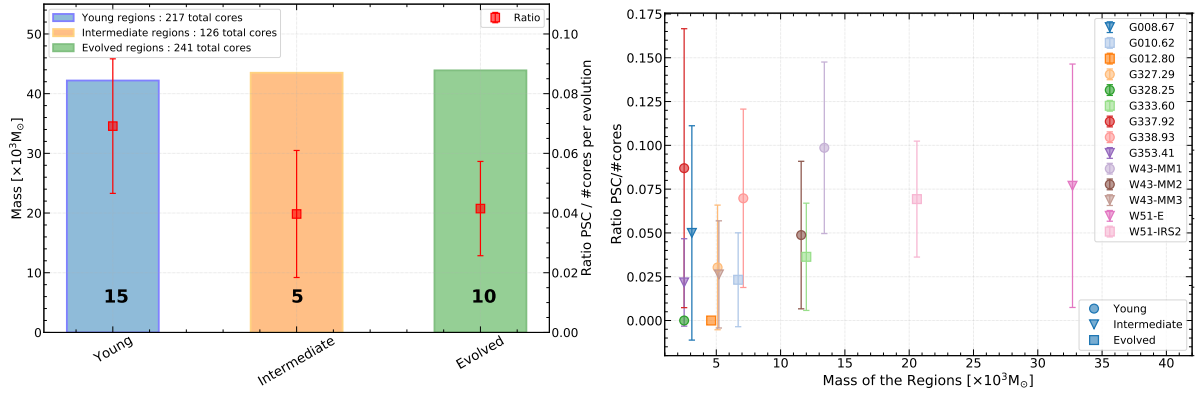 Young regions : 217 total cores
Intermediate regions : 126 total cores
Evolved regions : 241 total cores
Ratio
Mass [×10³M⊙]
50
40
30
20
10
0
15
5
10
Young
Intermediate
Evolved
0.10
0.08
0.06
0.04
0.02
0.00
Ratio PSC / #cores per evolution
Ratio PSC/#cores
0.175
0.150
0.125
0.100
0.075
0.050
0.025
0.000
5
10
15
20
25
30
35
40
Mass of the Regions [×10³M⊙]
G008.67
G010.62
G012.80
G327.29
G328.25
G333.60
G337.92
G338.93
G353.41
W43-MM1
W43-MM2
W43-MM3
W51-E
W51-IRS2
Young
Intermediate
Evolved